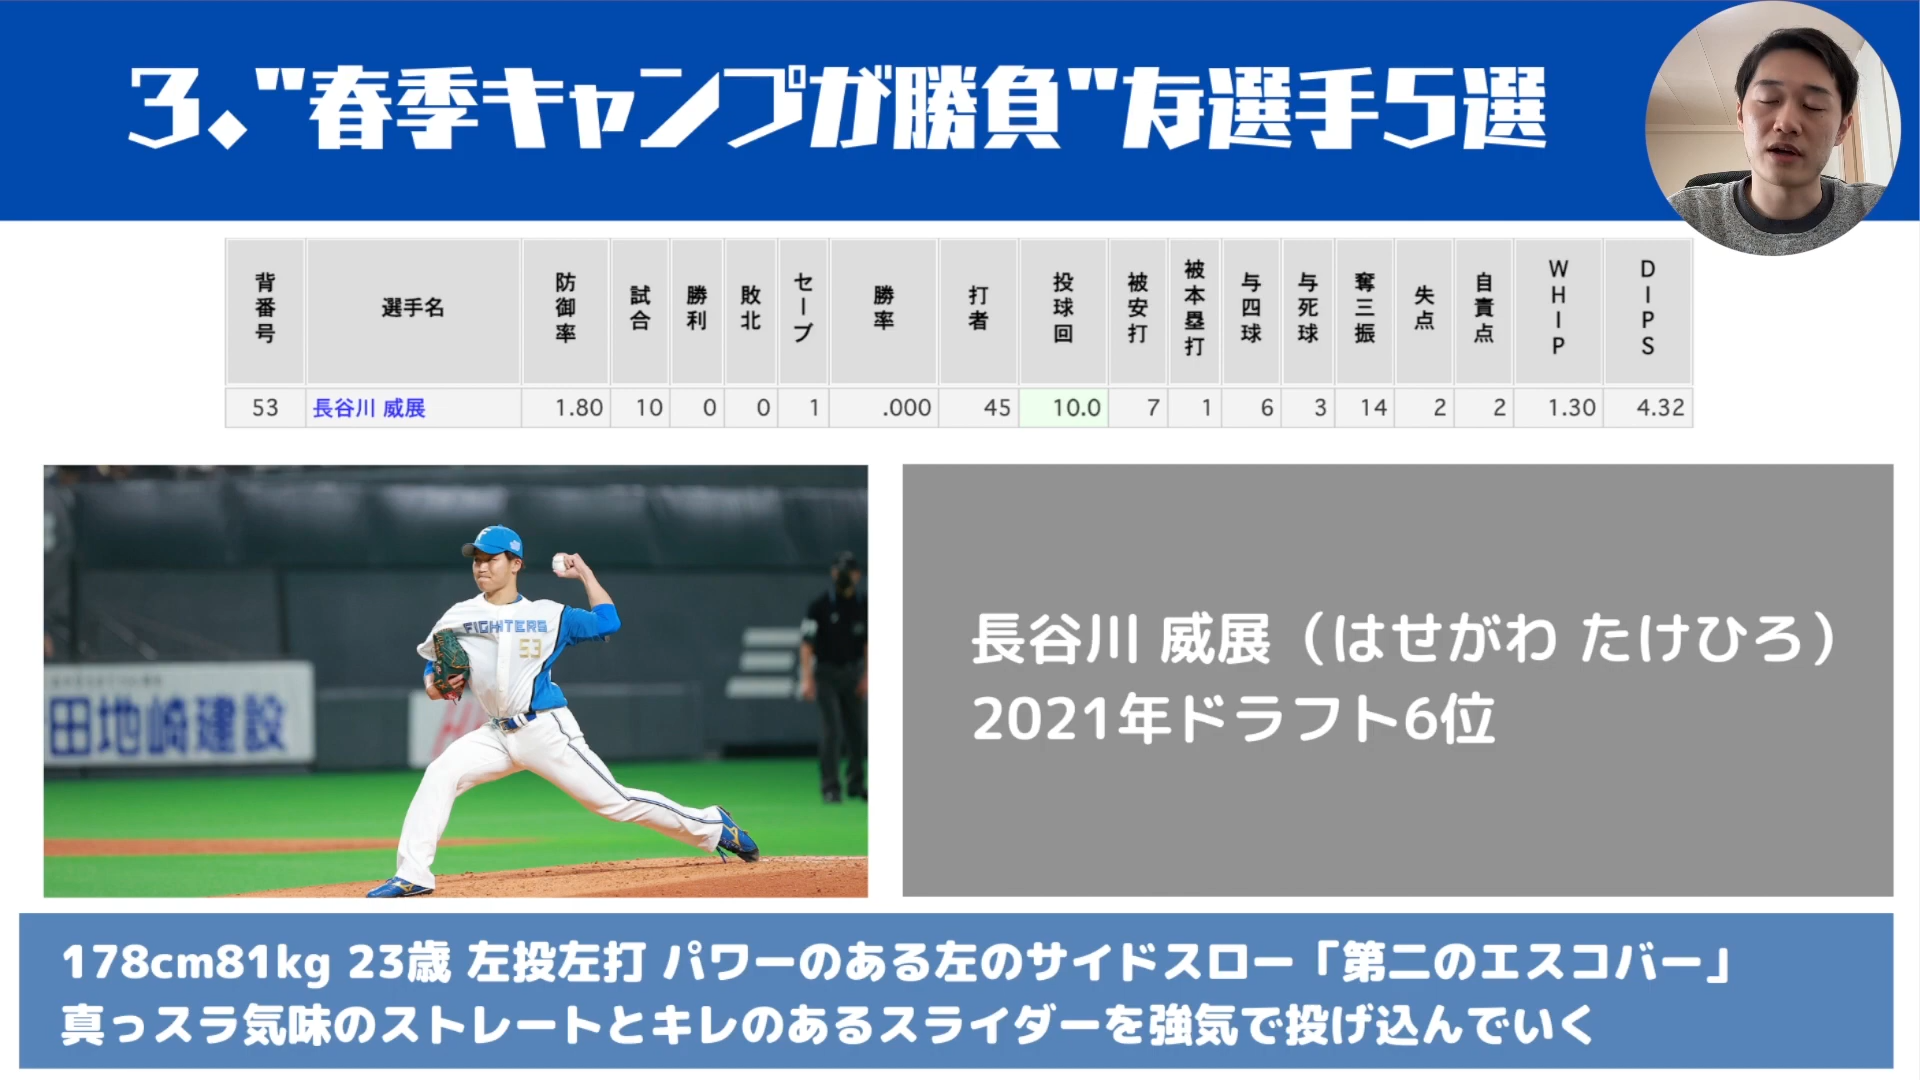 3、"春季キャンプが勝負"な選手5選
背番号 選手名 防御率 試合 勝利 敗北 セーブ 勝率 打者 投球回 被安打 被本塁打 与四球 与死球 奪三振 失点 自責点 WHIP DIPS
53 長谷川 威展 1.80 10 0 0 1 .000 45 10.0 7 1 6 3 14 2 2 1.30 4.32
FIGHTERS
53
田地崎建設
長谷川 威展（はせがわ たけひろ）
2021年ドラフト6位
178cm81kg 23歳 左投左打 パワーのある左のサイドスロー「第二のエスコバー」
真っスラ気味のストレートとキレのあるスライダーを強気で投げ込んでいく